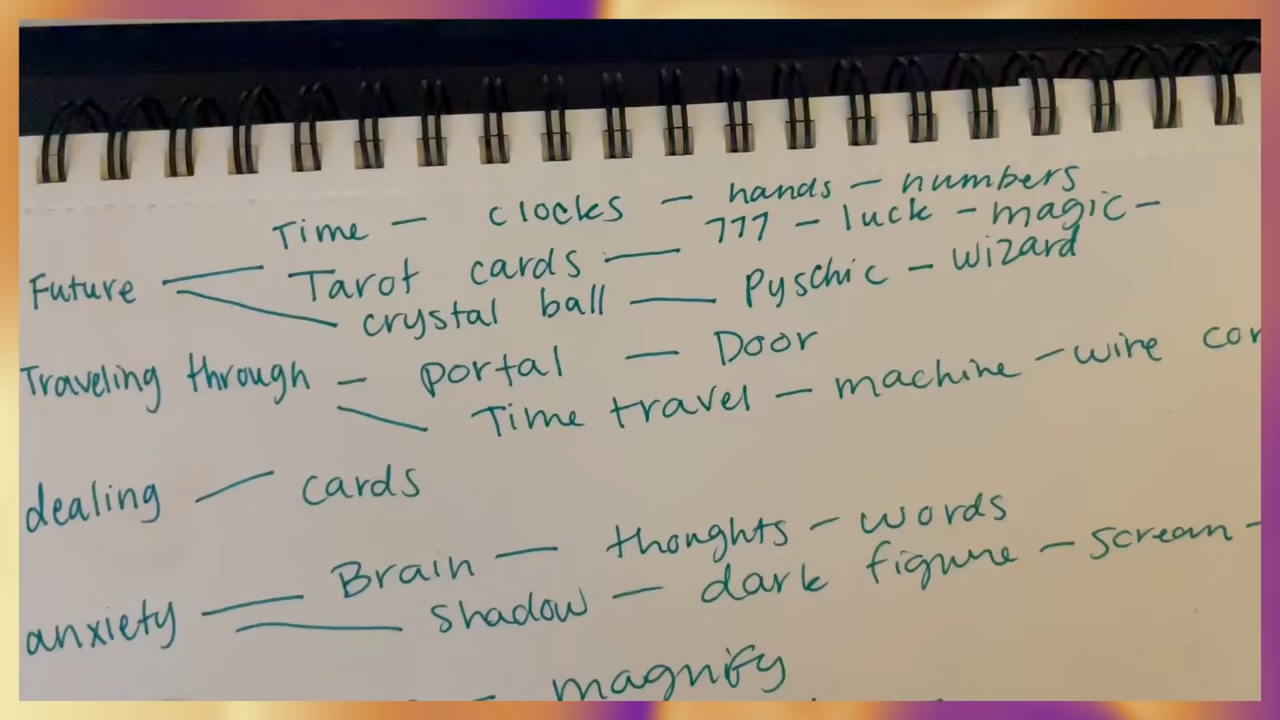 Time — clocks — hands — numbers
Future — Tarot cards — 777 — luck — magic —
crystal ball — Pyschic — wizard
Traveling through — portal — Door
Time travel — machine — wire
dealing — cards
Brain — thoughts — words
anxiety — shadow — dark figure — scream —
magnify